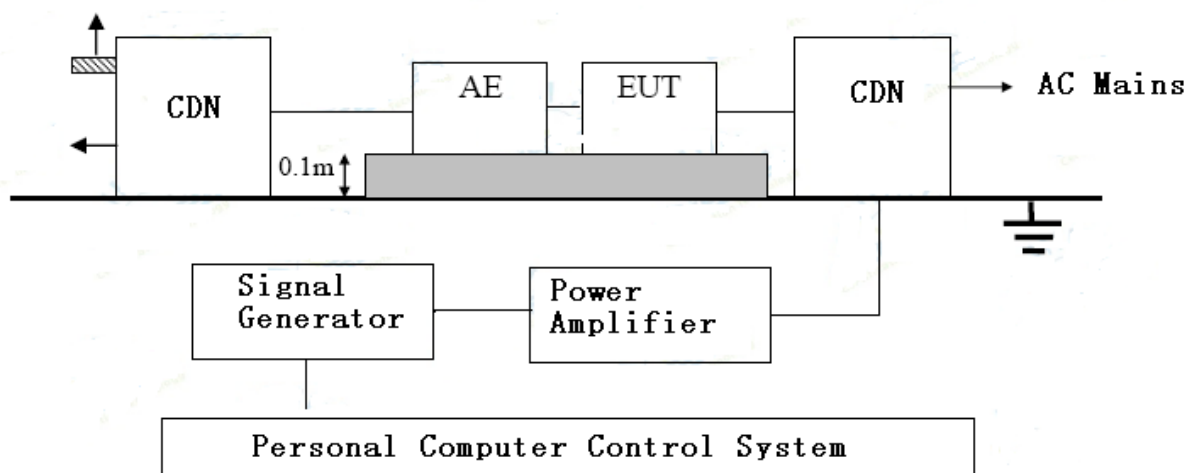 CDN
AE
EUT
CDN
AC Mains
0.1m
Signal
Generator
Power
Amplifier
Personal Computer Control System